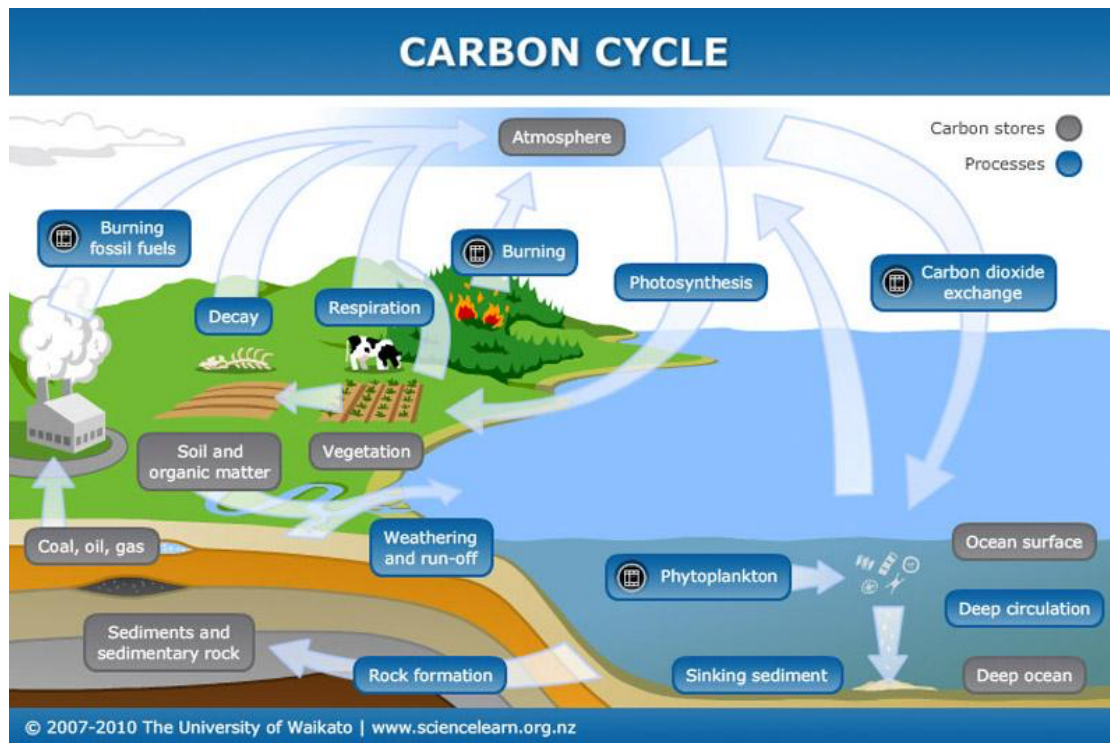 CARBON CYCLE
Atmosphere
Carbon stores
Processes
Burning
fossil fuels
Burning
Photosynthesis
Carbon dioxide
exchange
Decay
Respiration
Soil and
organic matter
Vegetation
Coal, oil, gas
Weathering
and run-off
Ocean surface
Phytoplankton
Deep circulation
Sediments and
sedimentary rock
Rock formation
Sinking sediment
Deep ocean
© 2007-2010 The University of Waikato | www.sciencelearn.org.nz